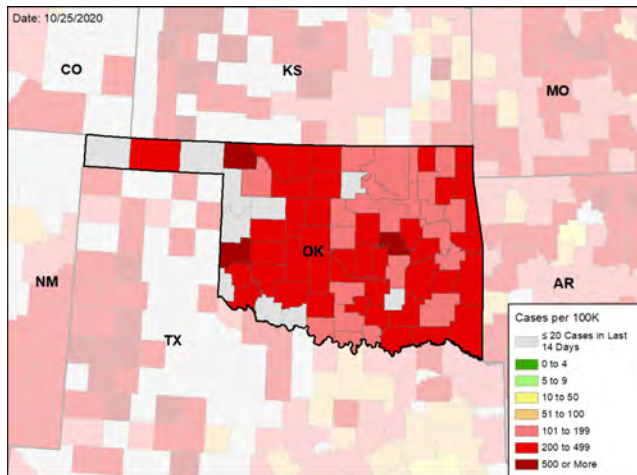 Date: 10/25/2020
CO
KS
MO
NM
OK
AR
TX
Cases per 100K
≤ 20 Cases in Last
14 Days
0 to 4
5 to 9
10 to 50
51 to 100
101 to 199
200 to 499
500 or More